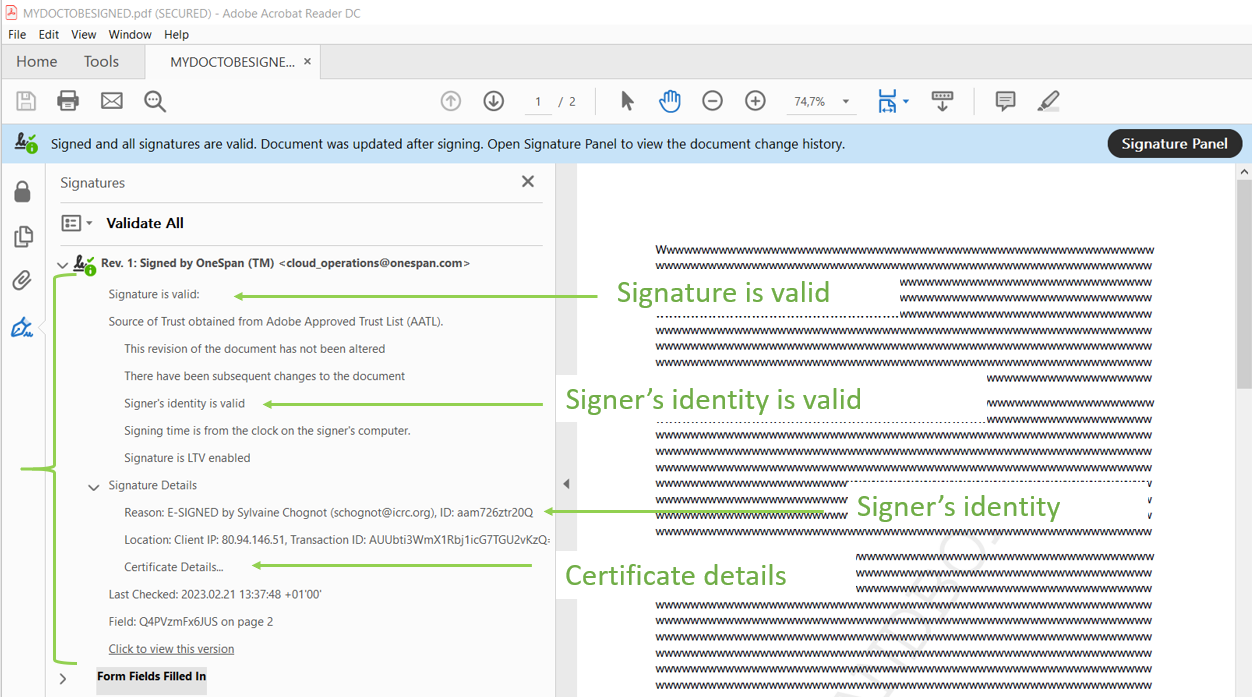 MYDOCTOBESIGNED.pdf (SECURED) - Adobe Acrobat Reader DC
File Edit View Window Help
Home Tools MYDOCTOBESIGNE... ×
1 / 2 74,7%
Signed and all signatures are valid. Document was updated after signing. Open Signature Panel to view the document change history.
Signature Panel
Signatures
Validate All
Rev. 1: Signed by OneSpan (TM) <cloud_operations@onespan.com>
Signature is valid:
Signature is valid
Source of Trust obtained from Adobe Approved Trust List (AATL).
This revision of the document has not been altered
There have been subsequent changes to the document
Signer's identity is valid
Signer’s identity is valid
Signing time is from the clock on the signer's computer.
Signature is LTV enabled
Signature Details
Reason: E-SIGNED by Sylvaine Chognot (schognot@icrc.org), ID: aam726ztr20Q
Signer’s identity
Location: Client IP: 80.94.146.51, Transaction ID: AUUbti3WmX1Rbj1icG7TGU2vKzQ=
Certificate Details...
Certificate details
Last Checked: 2023.02.21 13:37:48 +01'00'
Field: Q4PVzmFx6JUS on page 2
Click to view this version
Form Fields Filled In